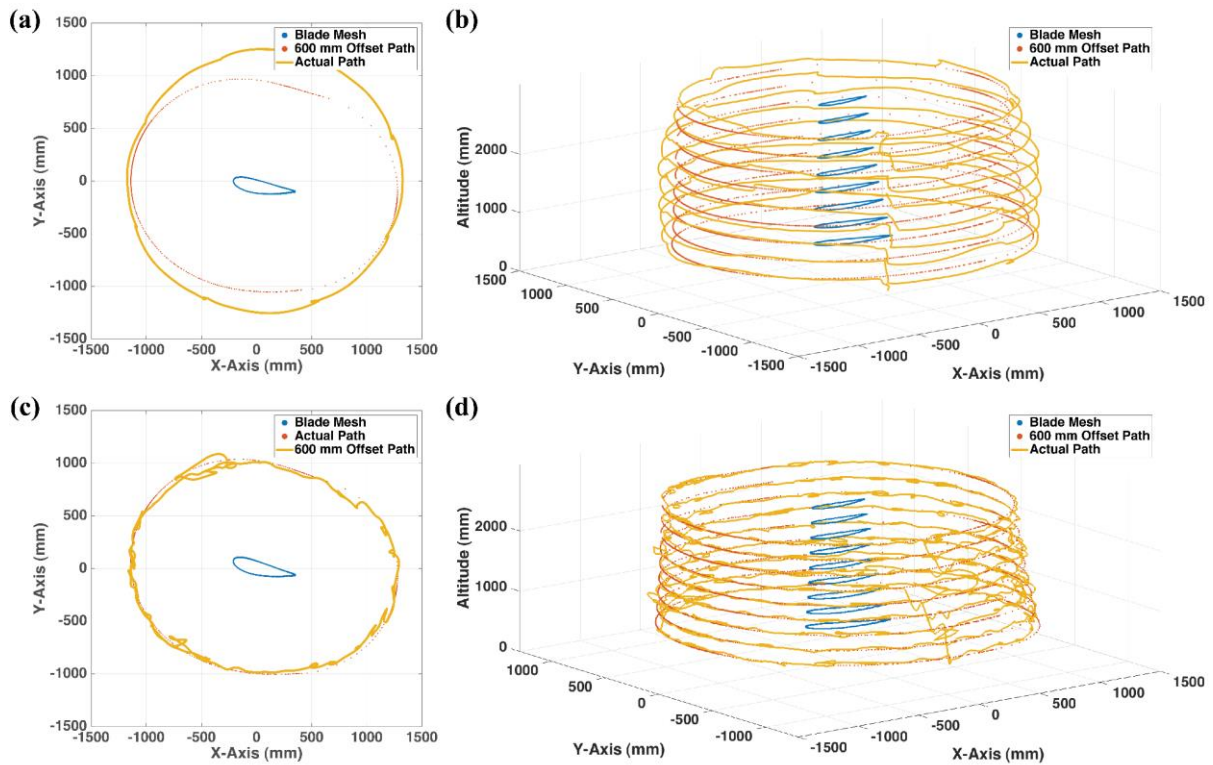 (a)
1500
1000
500
0
-500
-1000
-1500
-1500 -1000 -500 0 500 1000 1500
Y-Axis (mm)
X-Axis (mm)
Blade Mesh
600 mm Offset Path
Actual Path
(b)
Blade Mesh
600 mm Offset Path
Actual Path
Altitude (mm)
2000
1000
0
1500
1000
500
0
-500
-1000
-1500
Y-Axis (mm)
-1500
-1000
-500
0
500
1000
1500
X-Axis (mm)
(c)
1500
1000
500
0
-500
-1000
-1500
-1500 -1000 -500 0 500 1000 1500
Y-Axis (mm)
X-Axis (mm)
Blade Mesh
Actual Path
600 mm Offset Path
(d)
Blade Mesh
600 mm Offset Path
Actual Path
Altitude (mm)
2000
1000
0
1000
500
0
-500
-1000
Y-Axis (mm)
-1500
-1000
-500
0
500
1000
1500
X-Axis (mm)